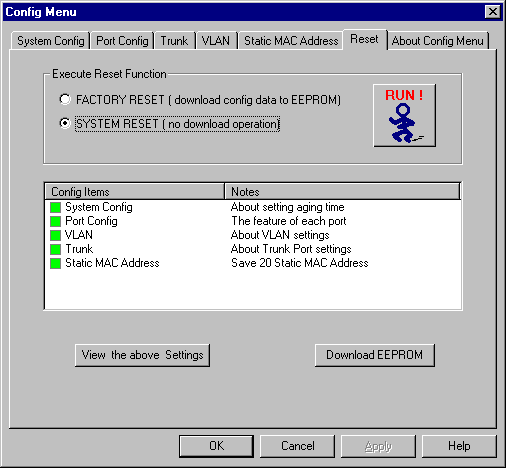 Config Menu
System Config Port Config Trunk VLAN Static MAC Address Reset About Config Menu
Execute Reset Function
FACTORY RESET ( download config data to EEPROM)
RUN !
SYSTEM RESET ( no download operation)
Config Items Notes
System Config About setting aging time
Port Config The feature of each port
VLAN About VLAN settings
Trunk About Trunk Port settings
Static MAC Address Save 20 Static MAC Address
View the above Settings Download EEPROM
OK Cancel Apply Help